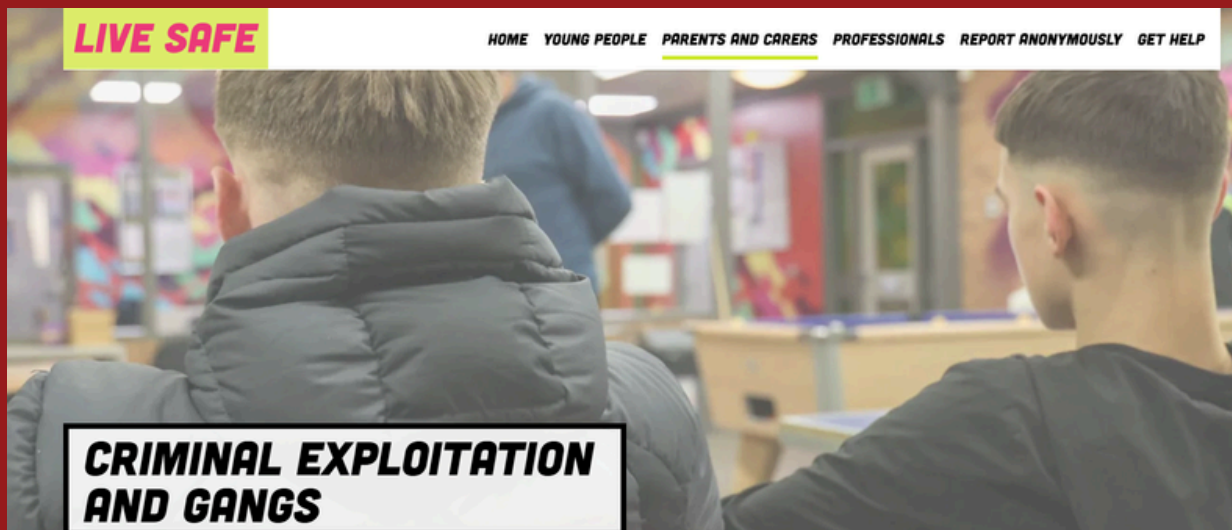 LIVE SAFE
HOME YOUNG PEOPLE PARENTS AND CARERS PROFESSIONALS REPORT ANONYMOUSLY GET HELP
CRIMINAL EXPLOITATION
AND GANGS